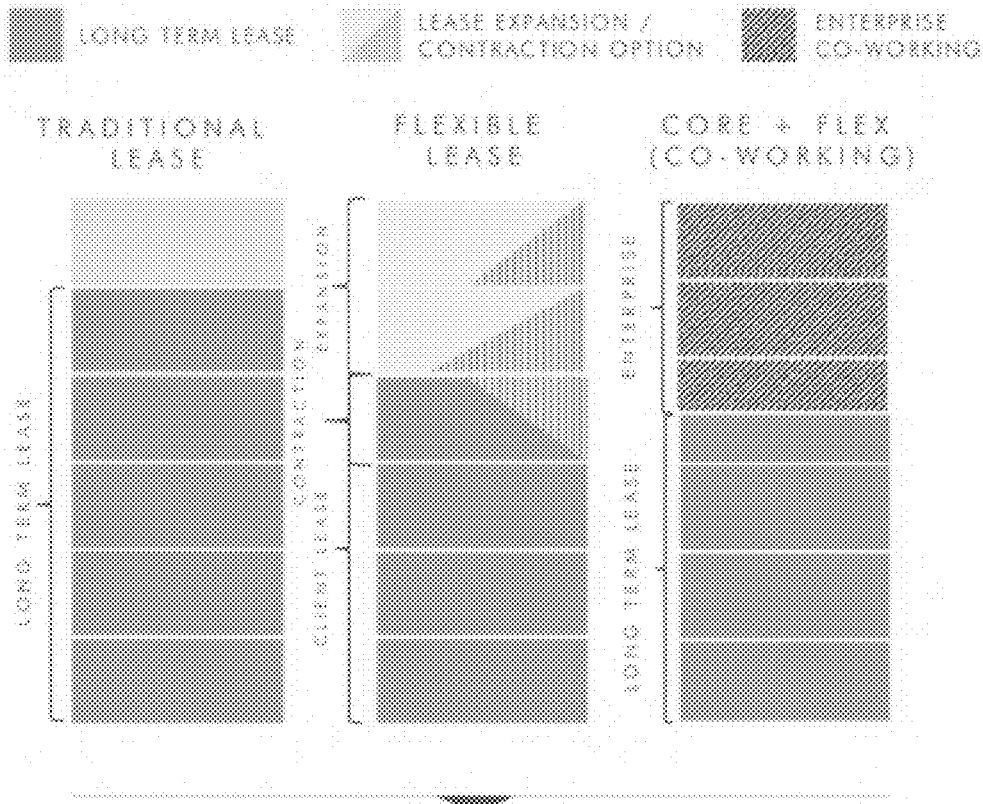 LONG TERM LEASE
LEASE EXPANSION /
CONTRACTION OPTION
ENTERPRISE
CO-WORKING
TRADITIONAL
LEASE
FLEXIBLE
LEASE
CORE + FLEX
(CO-WORKING)
LONG TERM LEASE
EXPANSION
CONTRACTION
CLIENT LEASE
ENTERPRISE
LONG TERM LEASE